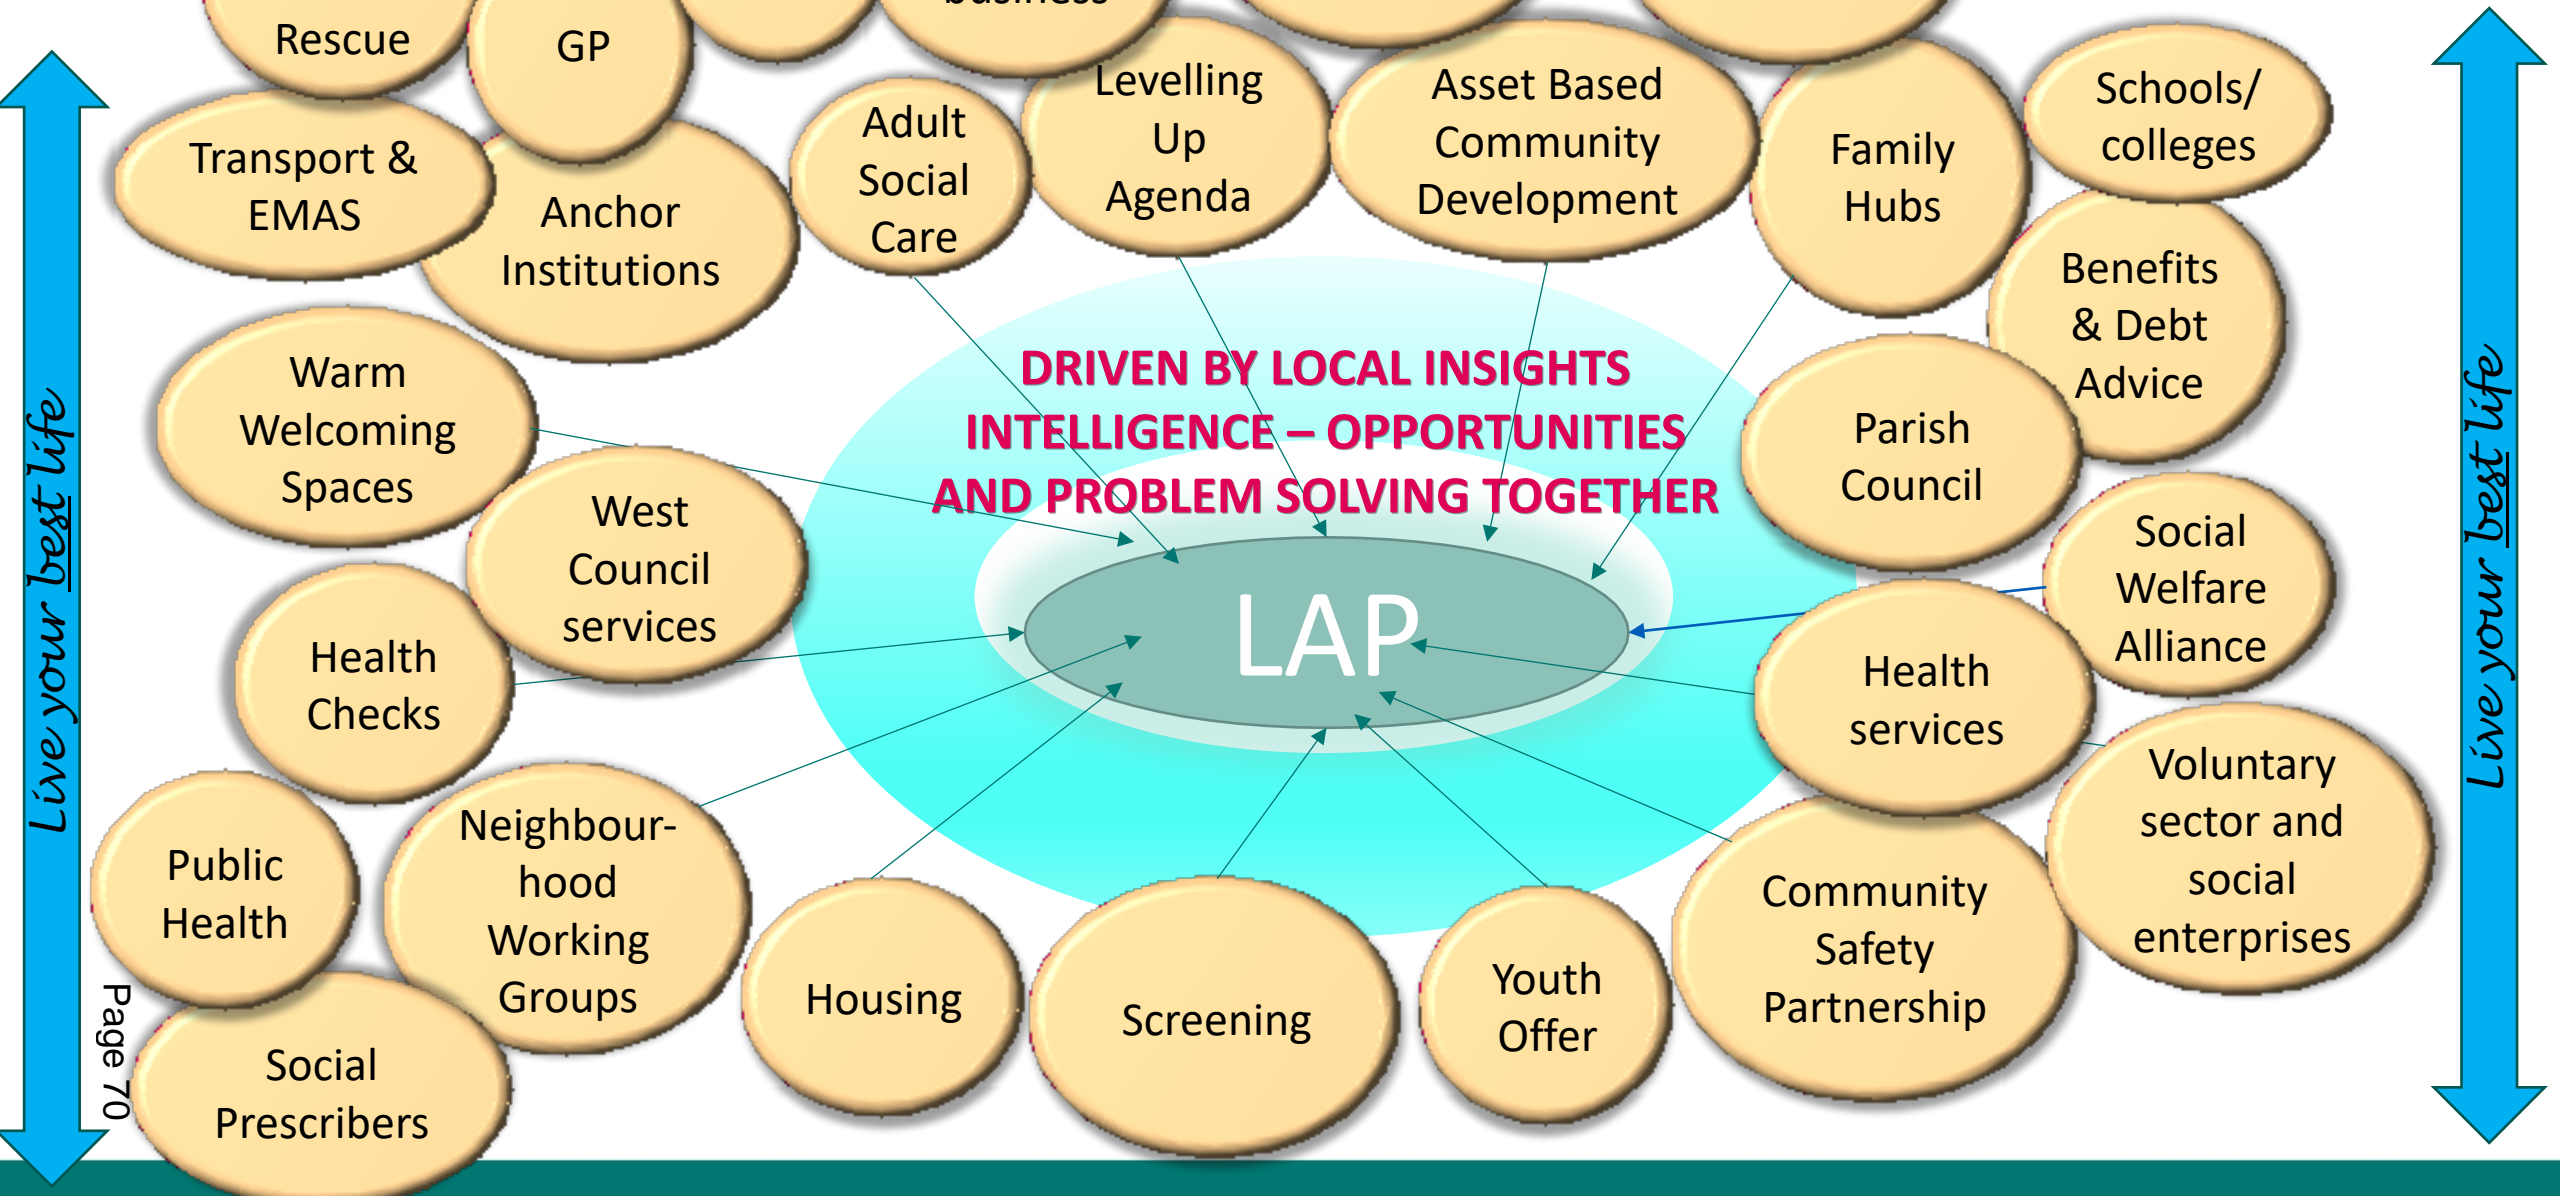 business
Rescue
GP
Transport &
EMAS
Anchor
Institutions
Adult
Social
Care
Levelling
Up
Agenda
Asset Based
Community
Development
Family
Hubs
Schools/
colleges
Benefits
& Debt
Advice
Warm
Welcoming
Spaces
DRIVEN BY LOCAL INSIGHTS
INTELLIGENCE – OPPORTUNITIES
AND PROBLEM SOLVING TOGETHER
Parish
Council
West
Council
services
LAP
Social
Welfare
Alliance
Health
Checks
Health
services
Voluntary
sector and
social
enterprises
Public
Health
Neighbour-
hood
Working
Groups
Housing
Screening
Youth
Offer
Community
Safety
Partnership
Social
Prescribers
Live your best life
Live your best life
Page 70